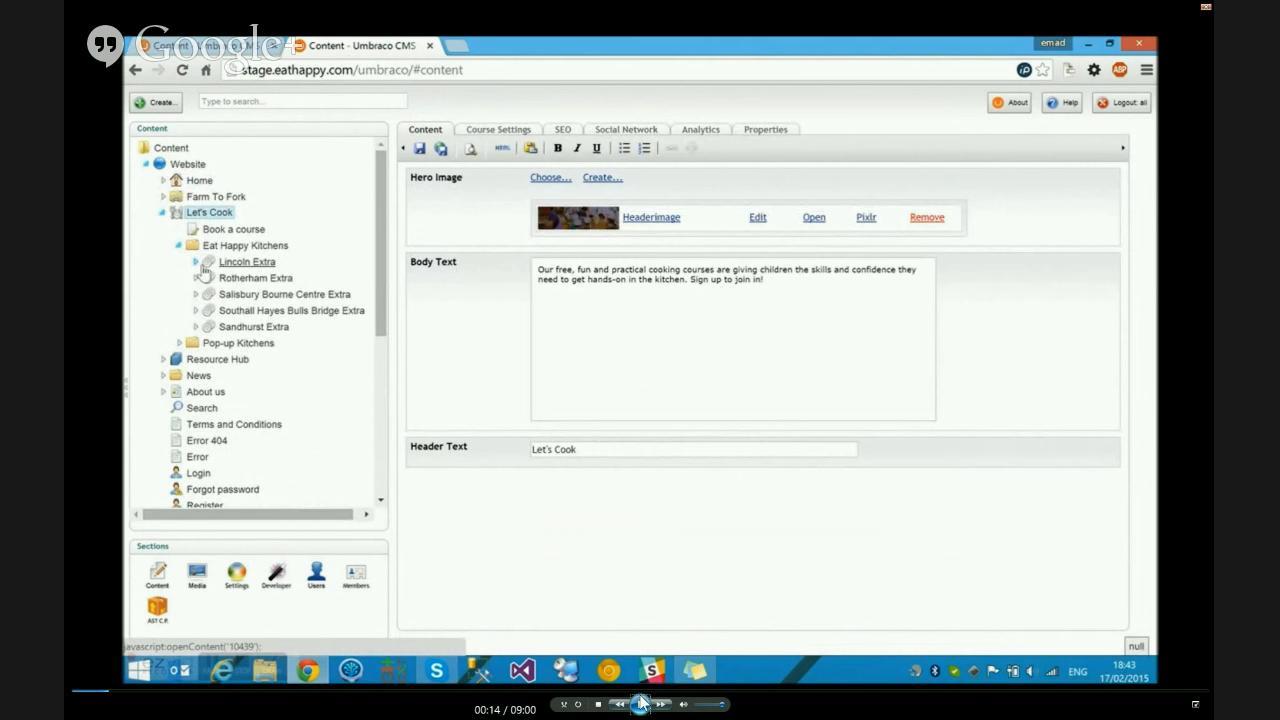 Google+
Content - Umbraco CMS
Content - Umbraco CMS
emad
stage.eathappy.com/umbraco/#content
Create...
Type to search...
About
Help
Logout: ali
Content
Content
Website
Home
Farm To Fork
Let's Cook
Book a course
Eat Happy Kitchens
Lincoln Extra
Rotherham Extra
Salisbury Bourne Centre Extra
Southall Hayes Bulls Bridge Extra
Sandhurst Extra
Pop-up Kitchens
Resource Hub
News
About us
Search
Terms and Conditions
Error 404
Error
Login
Forgot password
Register
Sections
Content
Media
Settings
Developer
Users
Members
AST C.P.
Content
Course Settings
SEO
Social Network
Analytics
Properties
HTML
B I U
Hero Image
Choose...
Create...
Headerimage
Edit
Open
Pixlr
Remove
Body Text
Our free, fun and practical cooking courses are giving children the skills and confidence they
need to get hands-on in the kitchen. Sign up to join in!
Header Text
Let's Cook
javascript:openContent('10439');
null
ENG
18:43
17/02/2015
00:14 / 09:00